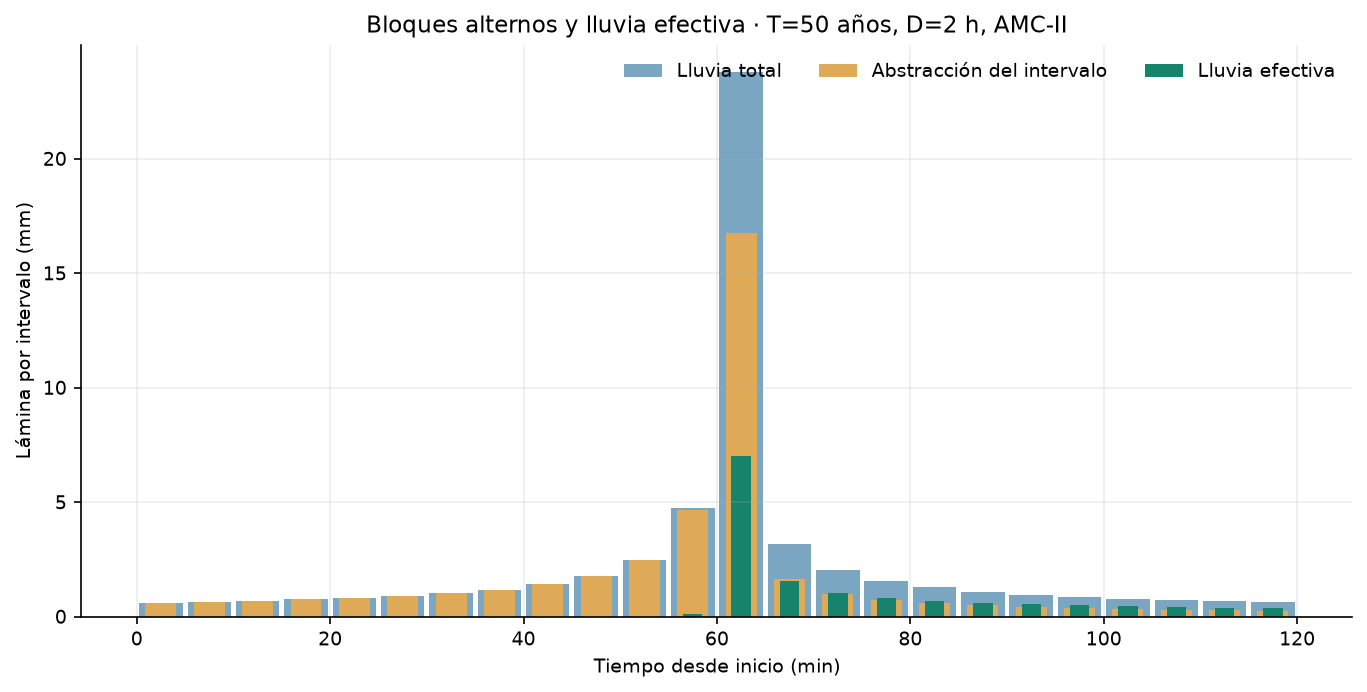 Bloques alternos y lluvia efectiva · T=50 años, D=2 h, AMC-II
Lluvia total Abstracción del intervalo Lluvia efectiva
Lámina por intervalo (mm)
20
15
10
5
0
0 20 40 60 80 100 120
Tiempo desde inicio (min)